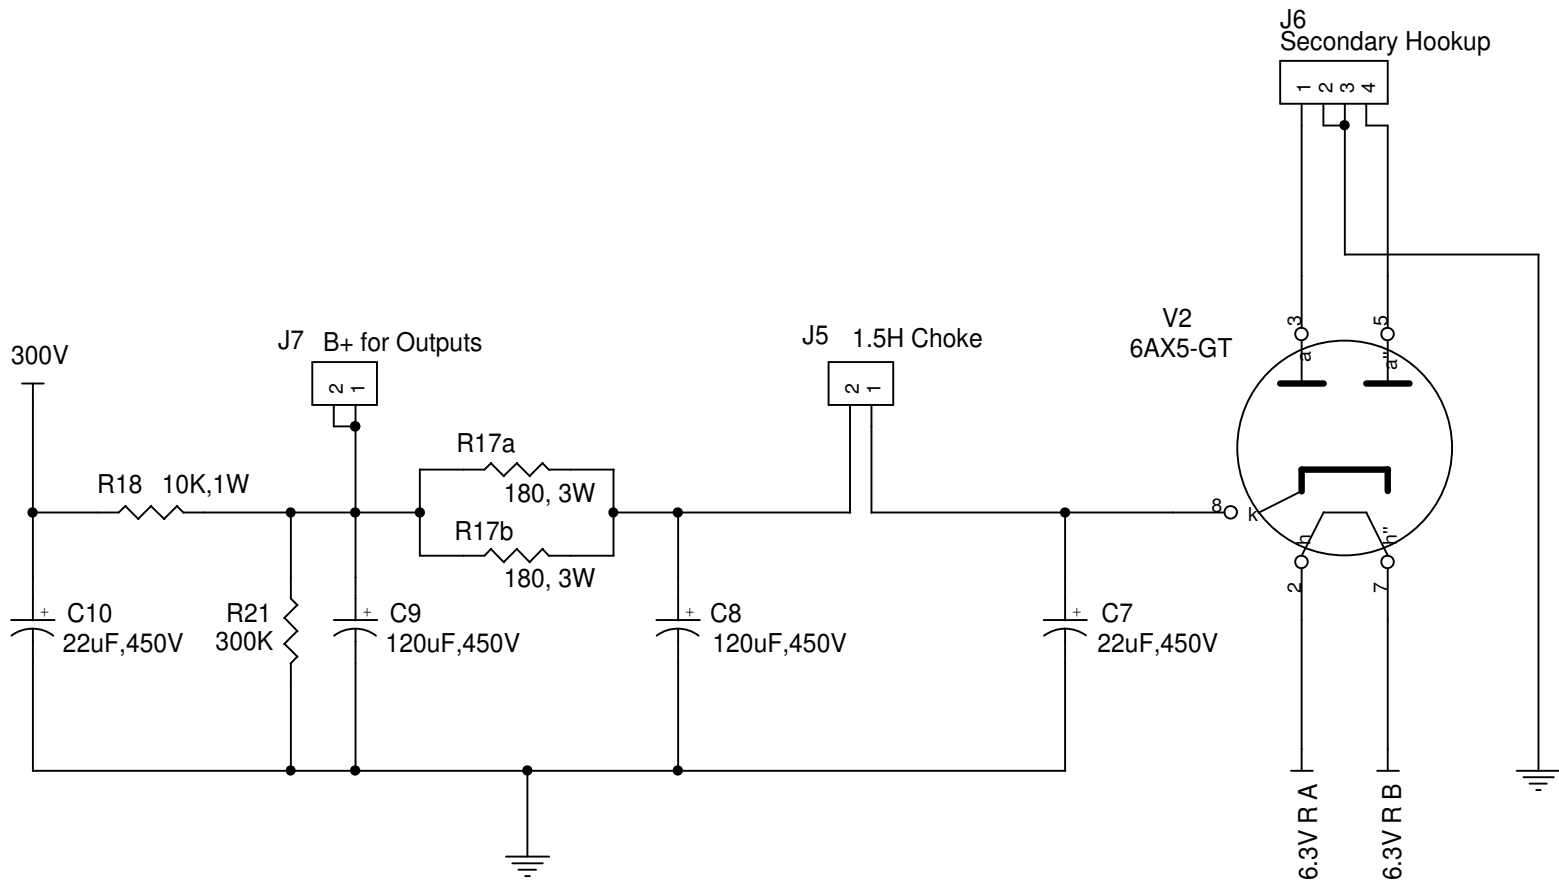 J6
Secondary Hookup
1 2 3 4
V2
6AX5-GT
3 5
a a"
J5 1.5H Choke
2 1
J7 B+ for Outputs
2 1
300V
R17a
180, 3W
R18 10K,1W
8 k
R17b
180, 3W
h h"
2 7
+ C10
22uF,450V
R21
300K
+ C9
120uF,450V
+ C8
120uF,450V
+ C7
22uF,450V
6.3V R A
6.3V R B